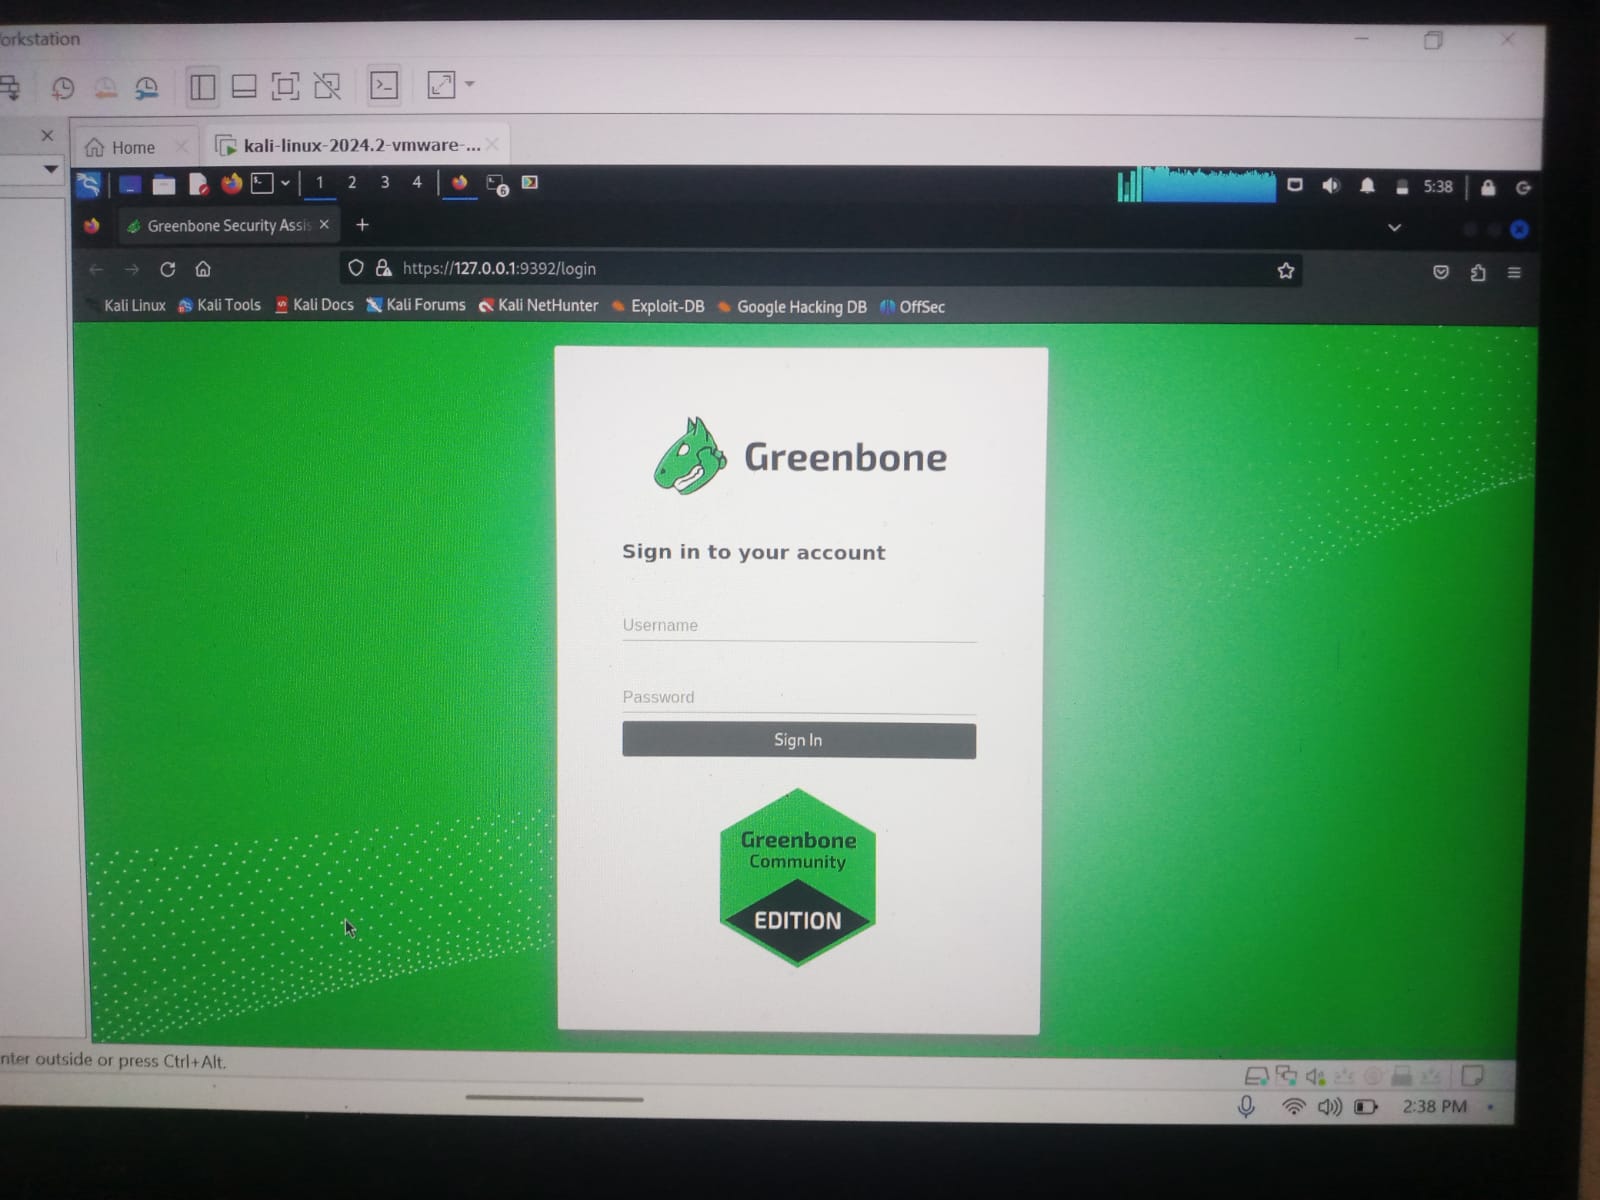 orkstation
Home
kali-linux-2024.2-vmware-...
1 2 3 4
6
5:38
Greenbone Security Assis
https://127.0.0.1:9392/login
Kali Linux Kali Tools Kali Docs Kali Forums Kali NetHunter Exploit-DB Google Hacking DB OffSec
Greenbone
Sign in to your account
Username
Password
Sign In
Greenbone
Community
EDITION
nter outside or press Ctrl+Alt.
2:38 PM